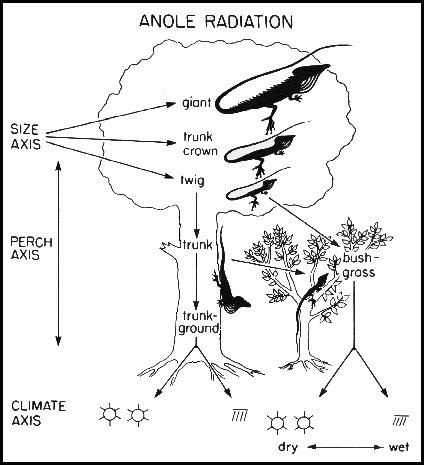 ANOLE RADIATION
giant
SIZE
AXIS
trunk
crown
twig
PERCH
AXIS
trunk
bush-
grass
trunk-
ground
CLIMATE
AXIS
dry
wet